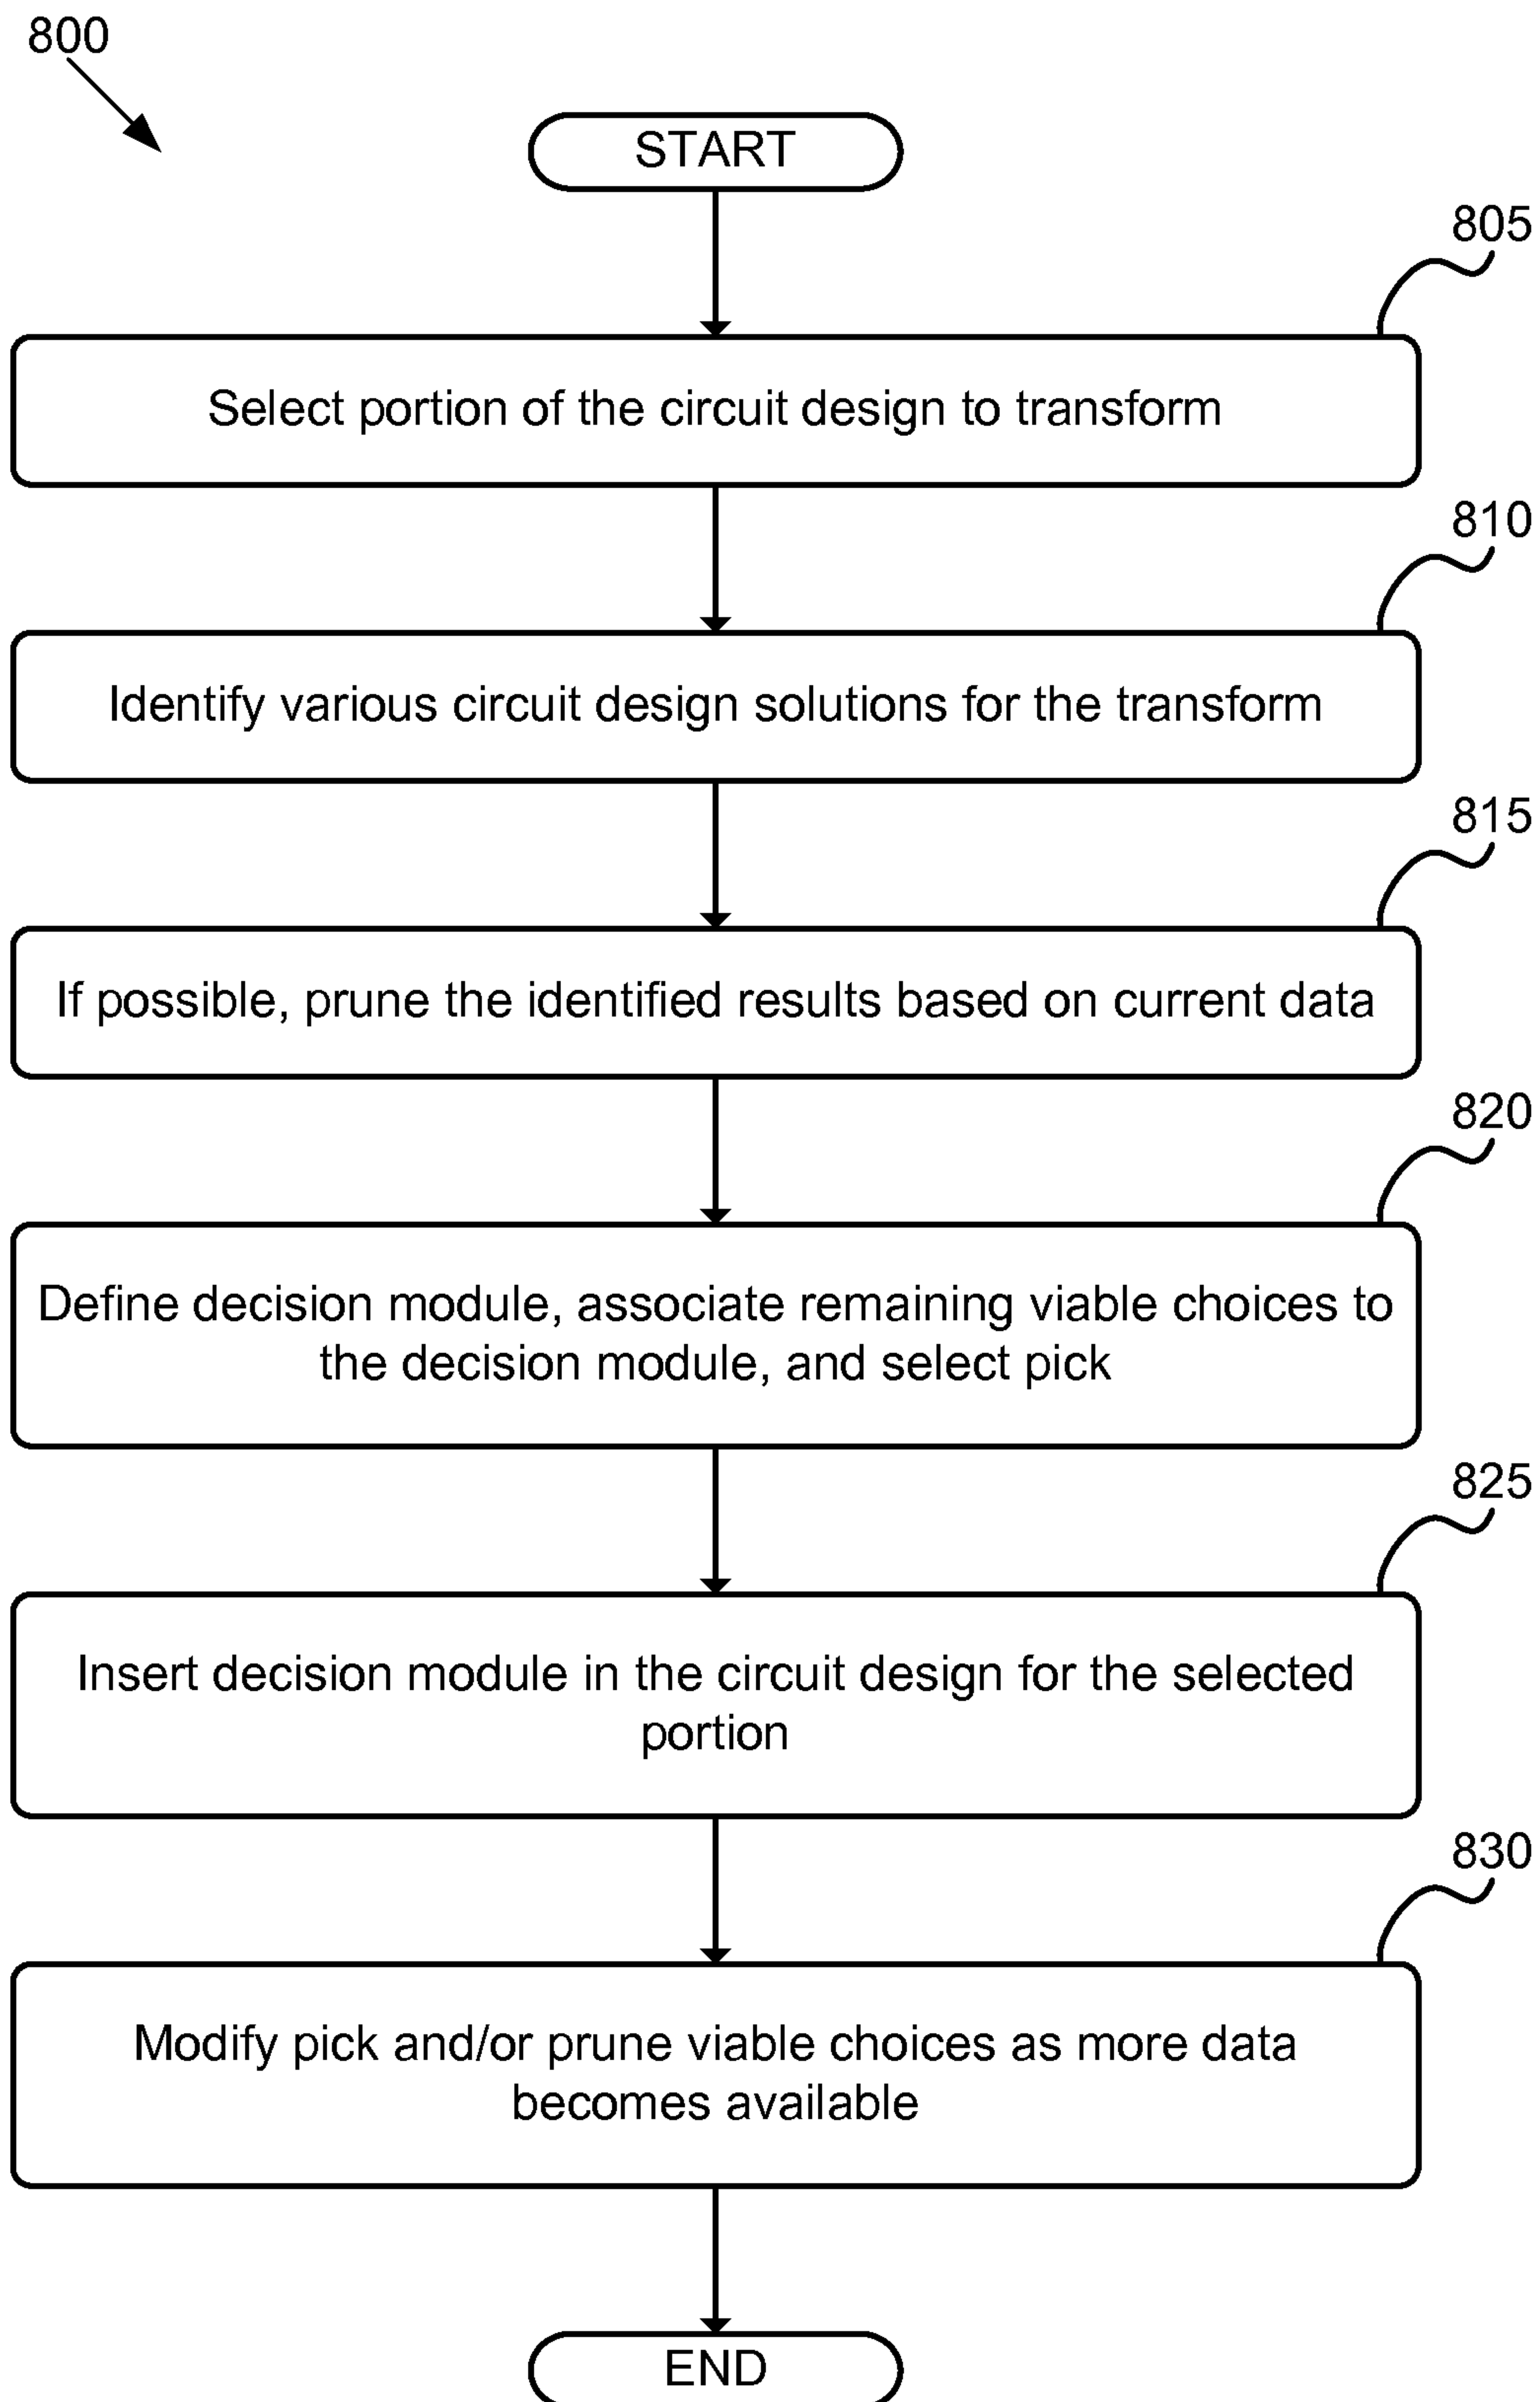 800
START
805
Select portion of the circuit design to transform
810
Identify various circuit design solutions for the transform
815
If possible, prune the identified results based on current data
820
Define decision module, associate remaining viable choices to
the decision module, and select pick
825
Insert decision module in the circuit design for the selected
portion
830
Modify pick and/or prune viable choices as more data
becomes available
END